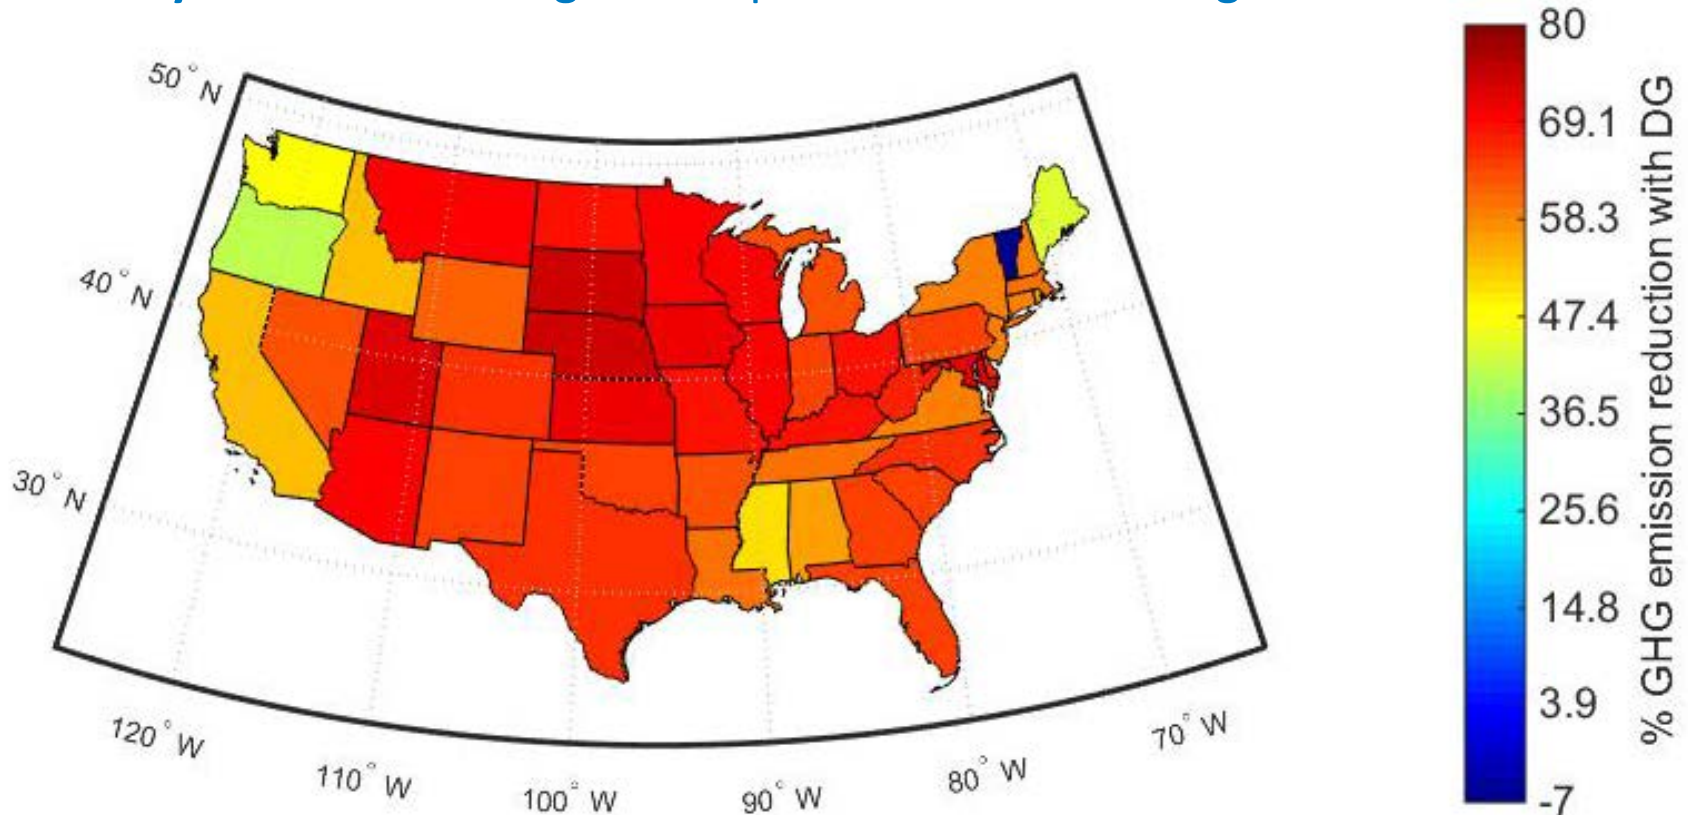 50° N
40° N
30° N
120° W
110° W
100° W
90° W
80° W
70° W
80
69.1
58.3
47.4
36.5
25.6
14.8
3.9
-7
% GHG emission reduction with DG